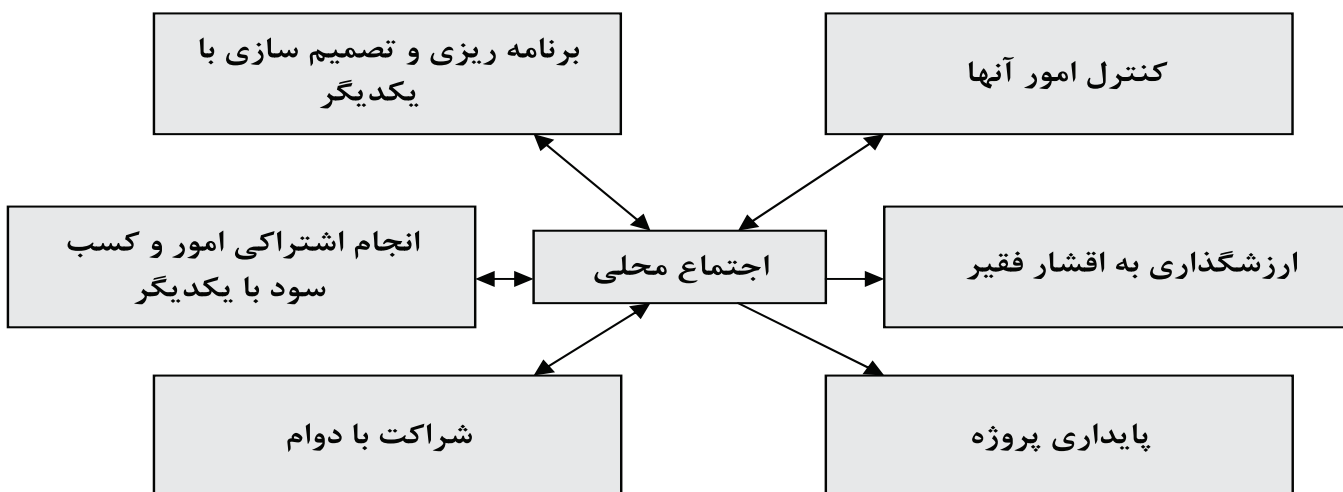 کنترل امور آنها
برنامه ریزی و تصمیم سازی با
یکدیگر
ارزشگذاری به اقشار فقیر
اجتماع محلی
انجام اشتراکی امور و کسب
سود با یکدیگر
پایداری پروژه
شراکت با دوام